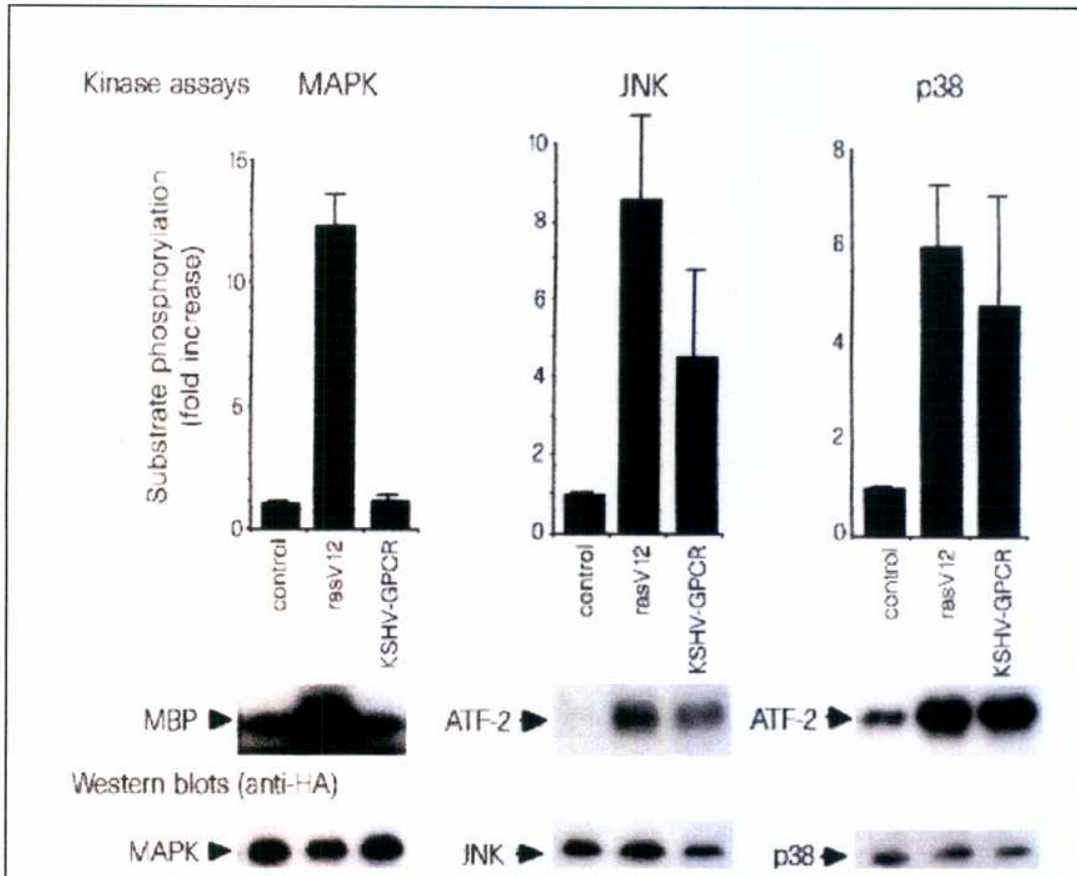 Kinase assays MAPK JNK p38
Substrate phosphorylation
(fold increase)
15
10
5
0
control
rasV12
KSHV-GPCR
10
8
6
4
2
0
control
rasV12
KSHV-GPCR
8
6
4
2
0
control
rasV12
KSHV-GPCR
MBP ATF-2 ATF-2
Western blots (anti-HA)
MAPK JNK p38